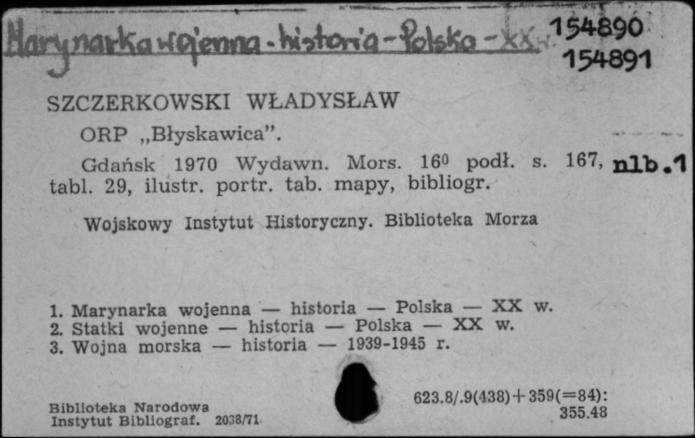 Marynarka wojenna - historia - Polska - XX w.
154890
154891
SZCZERKOWSKI WŁADYSŁAW
ORP „Błyskawica”.
Gdańsk 1970 Wydawn. Mors. 16⁰ podł. s. 167, nlb.1
tabl. 29, ilustr. portr. tab. mapy, bibliogr.
Wojskowy Instytut Historyczny. Biblioteka Morza
1. Marynarka wojenna — historia — Polska — XX w.
2. Statki wojenne — historia — Polska — XX w.
3. Wojna morska — historia — 1939-1945 r.
623.8/.9(438)+359(=84):
355.48
Biblioteka Narodowa
Instytut Bibliograf. 2038/71